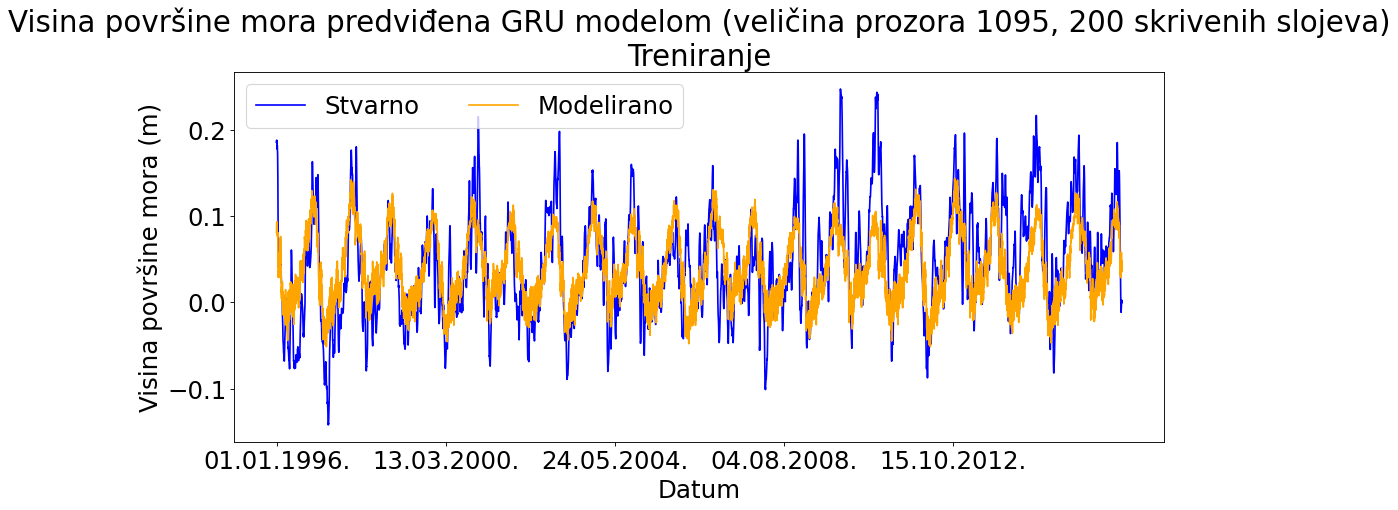 Visina površine mora predviđena GRU modelom (veličina prozora 1095, 200 skrivenih slojeva)
Treniranje
Stvarno
Modelirano
Visina površine mora (m)
0.2
0.1
0.0
−0.1
01.01.1996.
13.03.2000.
24.05.2004.
04.08.2008.
15.10.2012.
Datum